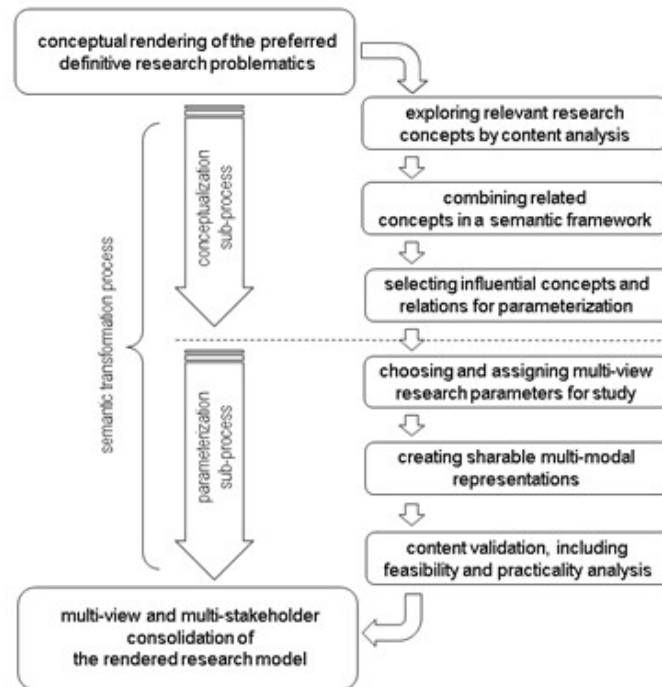 conceptual rendering of the preferred
definitive research problematics
exploring relevant research
concepts by content analysis
combining related
concepts in a semantic framework
selecting influential concepts and
relations for parameterization
choosing and assigning multi-view
research parameters for study
creating sharable multi-modal
representations
content validation, including
feasibility and practicality analysis
semantic transformation process
conceptualization
sub-process
parameterization
sub-process
multi-view and multi-stakeholder
consolidation of
the rendered research model